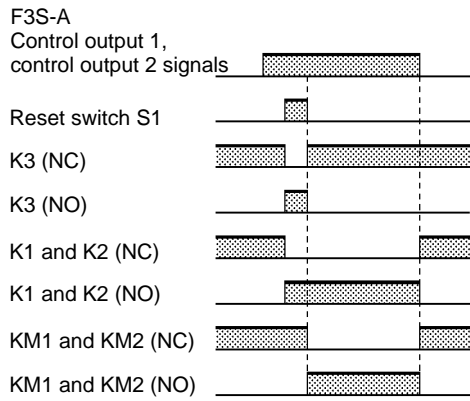 F3S-A
Control output 1,
control output 2 signals
Reset switch S1
K3 (NC)
K3 (NO)
K1 and K2 (NC)
K1 and K2 (NO)
KM1 and KM2 (NC)
KM1 and KM2 (NO)